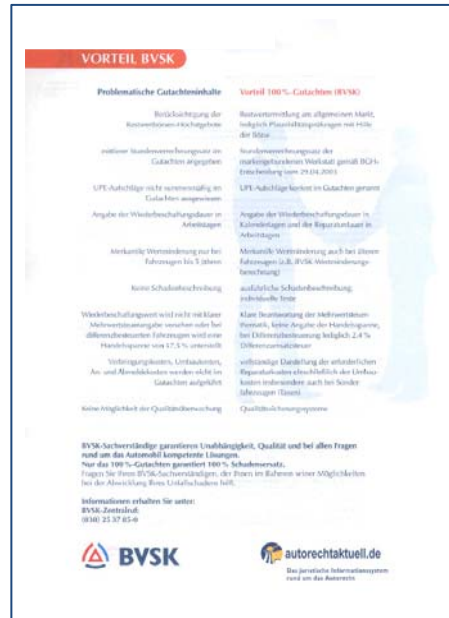 VORTEIL BVSK
Problematische Gutachteninhalte
Vorteil 100%-Gutachten (BVSK)
Berücksichtigung der
Restwertbörsen-Höchstgebote
Restwertermittlung am allgemeinen Markt,
lediglich Plausibilitätsprüfungen mit Hilfe
der Börse
mittlerer Stundenverrechnungssatz im
Gutachten angegeben
Stundenverrechnungssatz der
markengebundenen Werkstatt gemäß BGH-
Entscheidung vom 29.04.2003
UPE-Aufschläge nicht summenmäßig im
Gutachten ausgewiesen
UPE-Aufschläge konkret im Gutachten genannt
Angabe der Wiederbeschaffungsdauer in
Arbeitstagen
Angabe der Wiederbeschaffungsdauer in
Kalendertagen und der Reparaturdauer in
Arbeitstagen
Merkantile Wertminderung nur bei
Fahrzeugen bis 5 Jahren
Merkantile Wertminderung auch bei älteren
Fahrzeugen (z.B. BVSK-Wertminderungs-
berechnung)
Keine Schadenbeschreibung
ausführliche Schadenbeschreibung,
individuelle Texte
Wiederbeschaffungswert wird nicht mit klarer
Mehrwertsteuerangabe versehen oder bei
differenzbesteuerten Fahrzeugen wird eine
Handelsspanne von unterstellt
Klare Beantwortung der Mehrwertsteuer-
thematik, keine Angabe der Handelsspanne,
bei Differenzbesteuerung lediglich 2,4 %
Differenzumsatzsteuer
Verbringungskosten, Umbaukosten,
An- und Abmeldekosten werden nicht im
Gutachten aufgeführt
vollständige Darstellung der erforderlichen
Reparaturkosten einschließlich der Umbau-
kosten insbesondere auch bei Sonder-
fahrzeugen (Taxen)
Keine Möglichkeit der Qualitätsüberwachung
Qualitätssicherungssysteme
BVSK-Sachverständige garantieren Unabhängigkeit, Qualität und bei allen Fragen
rund um das Automobil kompetente Lösungen.
Nur das 100%-Gutachten garantiert 100% Schadenersatz.
Fragen Sie Ihren BVSK-Sachverständigen, der Ihnen im Rahmen seiner Möglichkeiten
bei der Abwicklung Ihres Unfallschadens hilft.
Informationen erhalten Sie unter:
BVSK-Zentralruf:
(030) 25 37 85-0
BVSK
autorechtaktuell.de
Das juristische Informationssystem
rund um das Autorecht